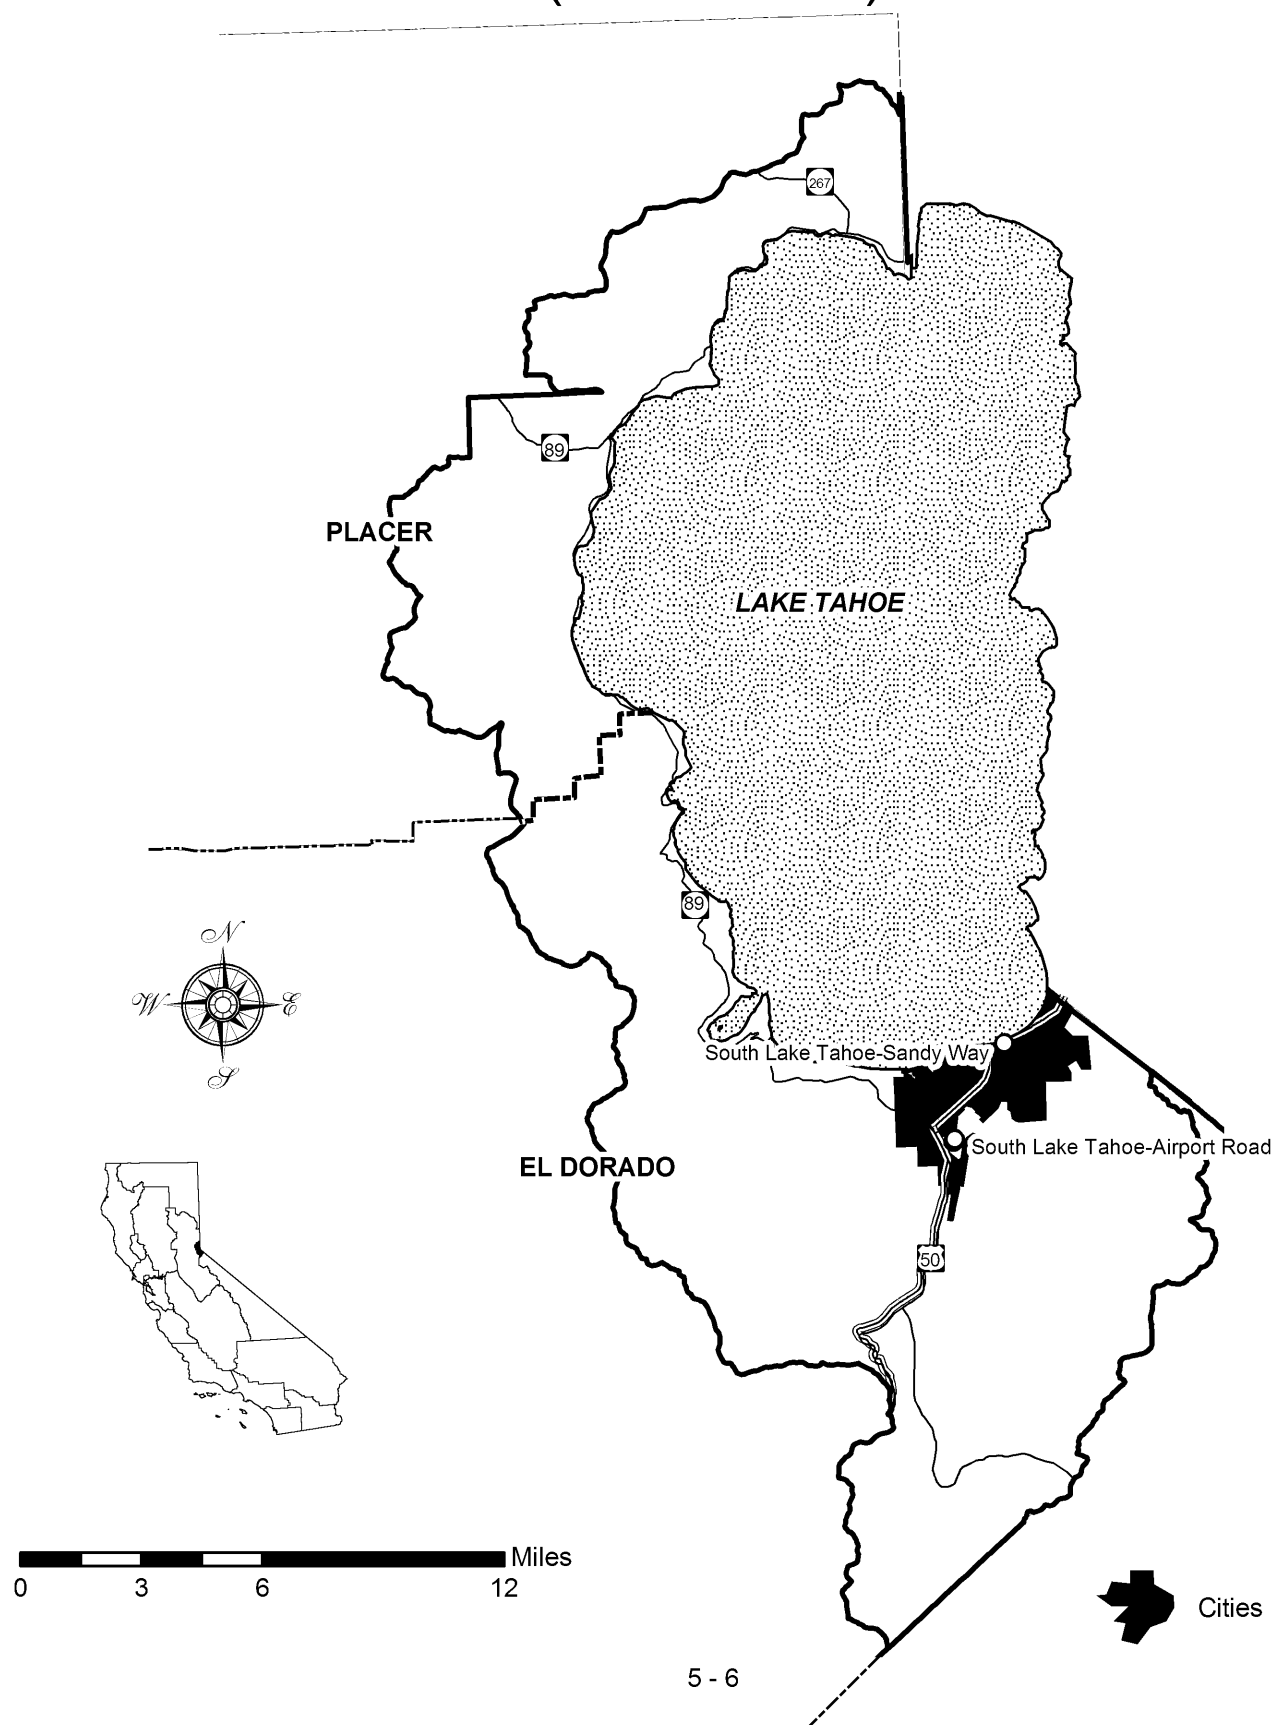 267
89
PLACER
LAKE TAHOE
89
N
W E
S
South Lake Tahoe-Sandy Way
South Lake Tahoe-Airport Road
EL DORADO
50
Miles
0 3 6 12
Cities
5 - 6